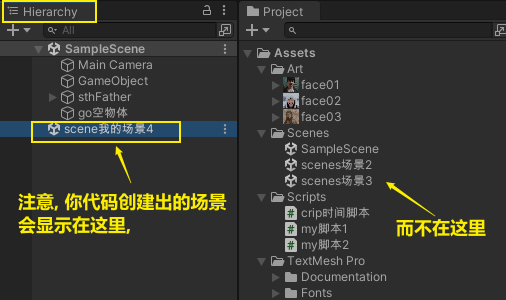 Hierarchy
All
SampleScene
Main Camera
GameObject
sthFather
go空物体
scene我的场景4
注意, 你代码创建出的场景
会显示在这里,
Project
Assets
Art
face01
face02
face03
Scenes
SampleScene
scenes场景2
scenes场景3
而不在这里
Scripts
crip时间脚本
my脚本1
my脚本2
TextMesh Pro
Documentation
Fonts